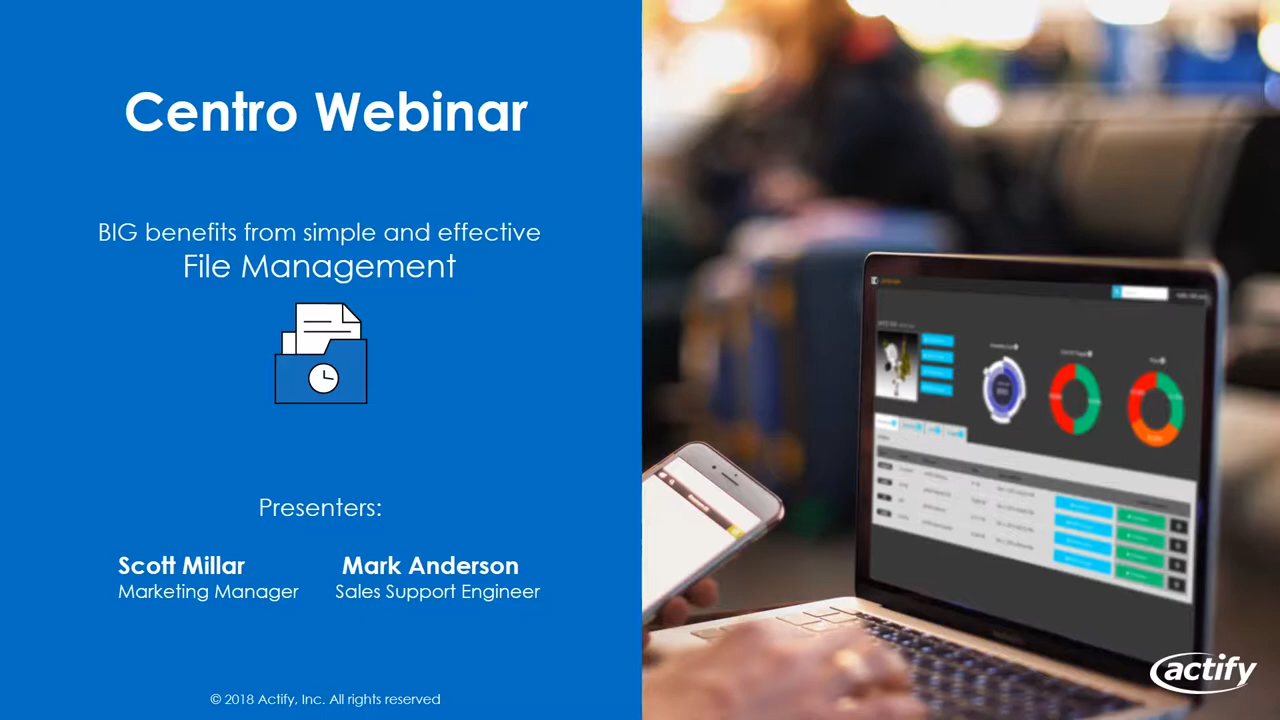 Centro Webinar
BIG benefits from simple and effective
File Management
Presenters:
Scott Millar
Marketing Manager
Mark Anderson
Sales Support Engineer
© 2018 Actify, Inc. All rights reserved
actify